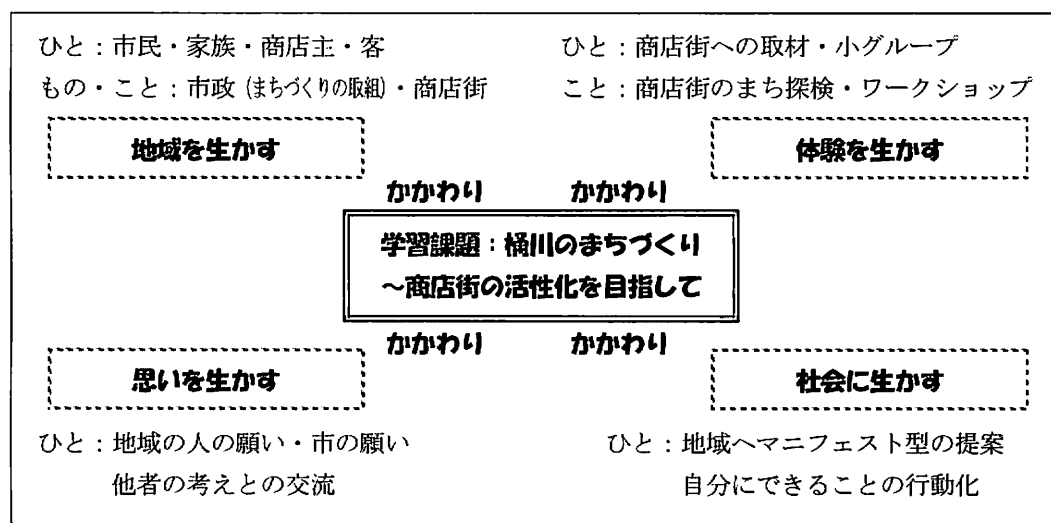 ひと：市民・家族・商店主・客
もの・こと：市政（まちづくりの取組）・商店街
地域を生かす
ひと：商店街への取材・小グループ
こと：商店街のまち探検・ワークショップ
体験を生かす
かかわり かかわり
学習課題：桶川のまちづくり
～商店街の活性化を目指して
かかわり かかわり
思いを生かす
ひと：地域の人の願い・市の願い
他者の考えとの交流
社会に生かす
ひと：地域へマニフェスト型の提案
自分にできることの行動化